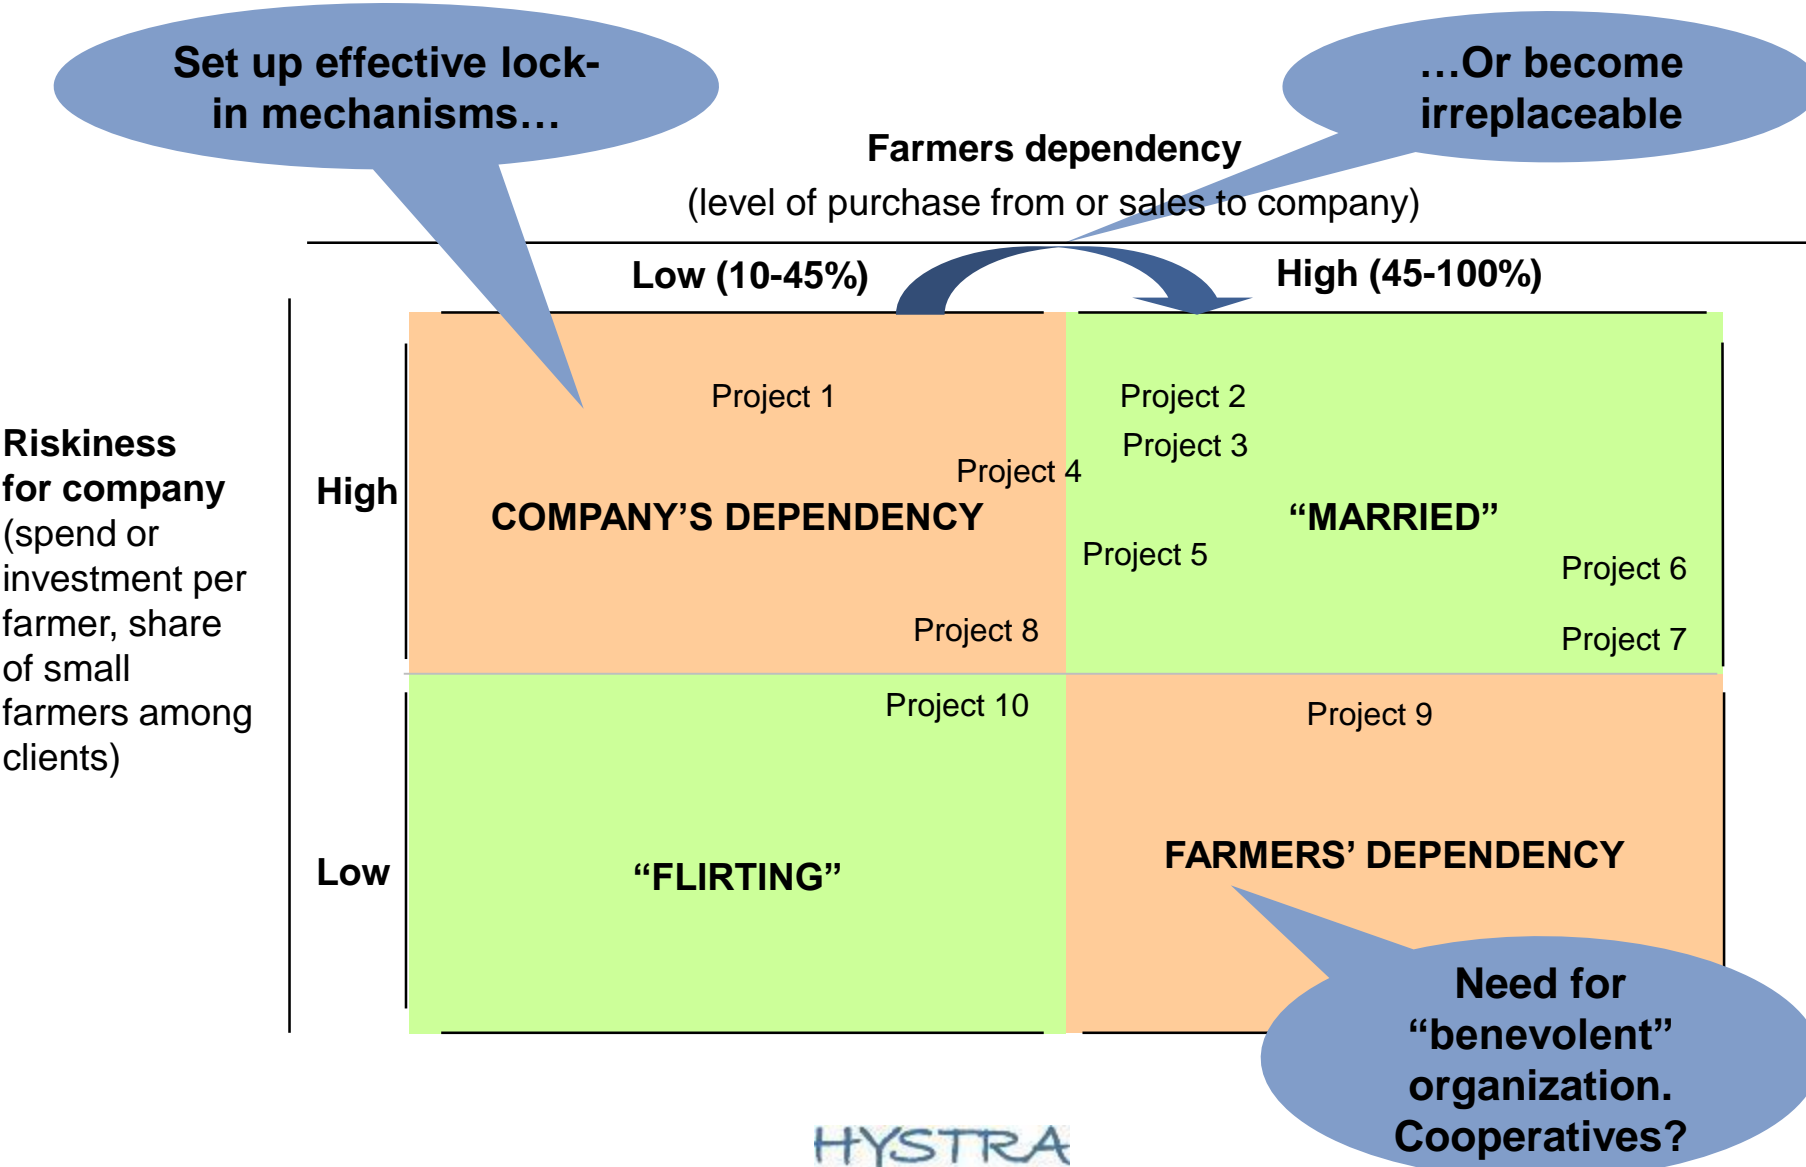 Set up effective lock-
in mechanisms…
…Or become
irreplaceable
Farmers dependency
(level of purchase from or sales to company)
Low (10-45%)
High (45-100%)
Riskiness
for company
(spend or
investment per
farmer, share
of small
farmers among
clients)
High
Project 1
Project 2
Project 3
Project 4
COMPANY’S DEPENDENCY
“MARRIED”
Project 5
Project 6
Project 8
Project 7
Low
Project 10
Project 9
“FLIRTING”
FARMERS’ DEPENDENCY
Need for
“benevolent”
organization.
Cooperatives?
HYSTRA